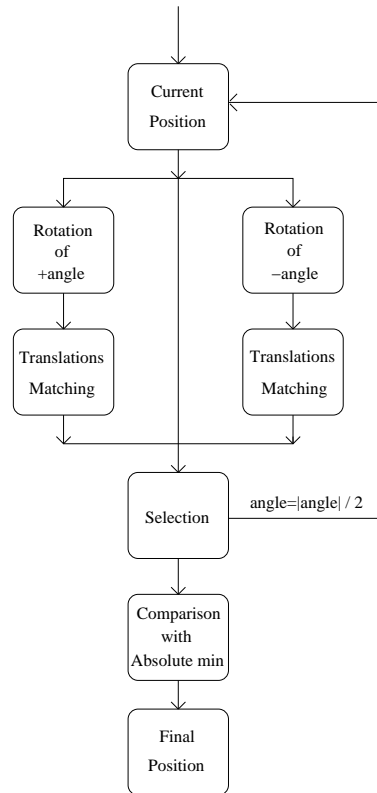 Current
Position
Rotation
of
+angle
Rotation
of
−angle
Translations
Matching
Translations
Matching
Selection
angle=|angle| / 2
Comparison
with
Absolute min
Final
Position